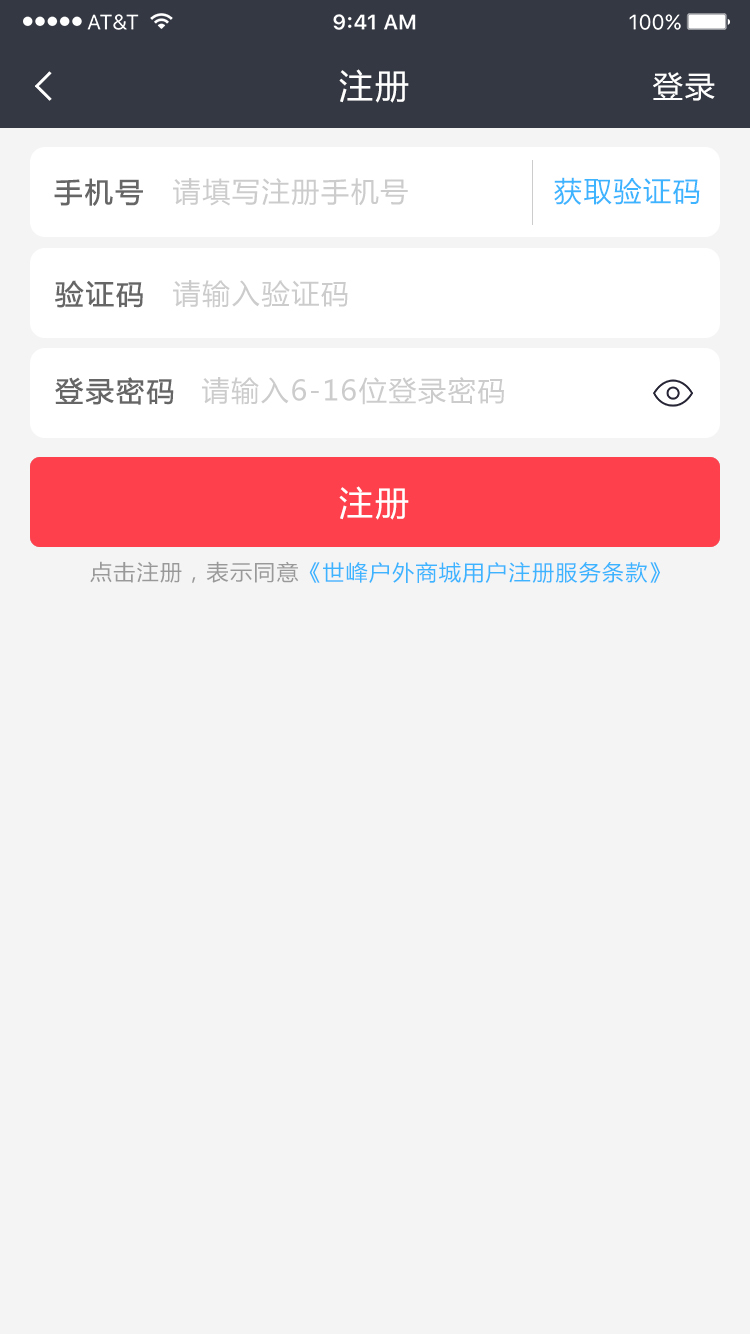 AT&T 9:41 AM 100%
注册 登录
手机号 请填写注册手机号 获取验证码
验证码 请输入验证码
登录密码 请输入6-16位登录密码
注册
点击注册，表示同意《世峰户外商城用户注册服务条款》